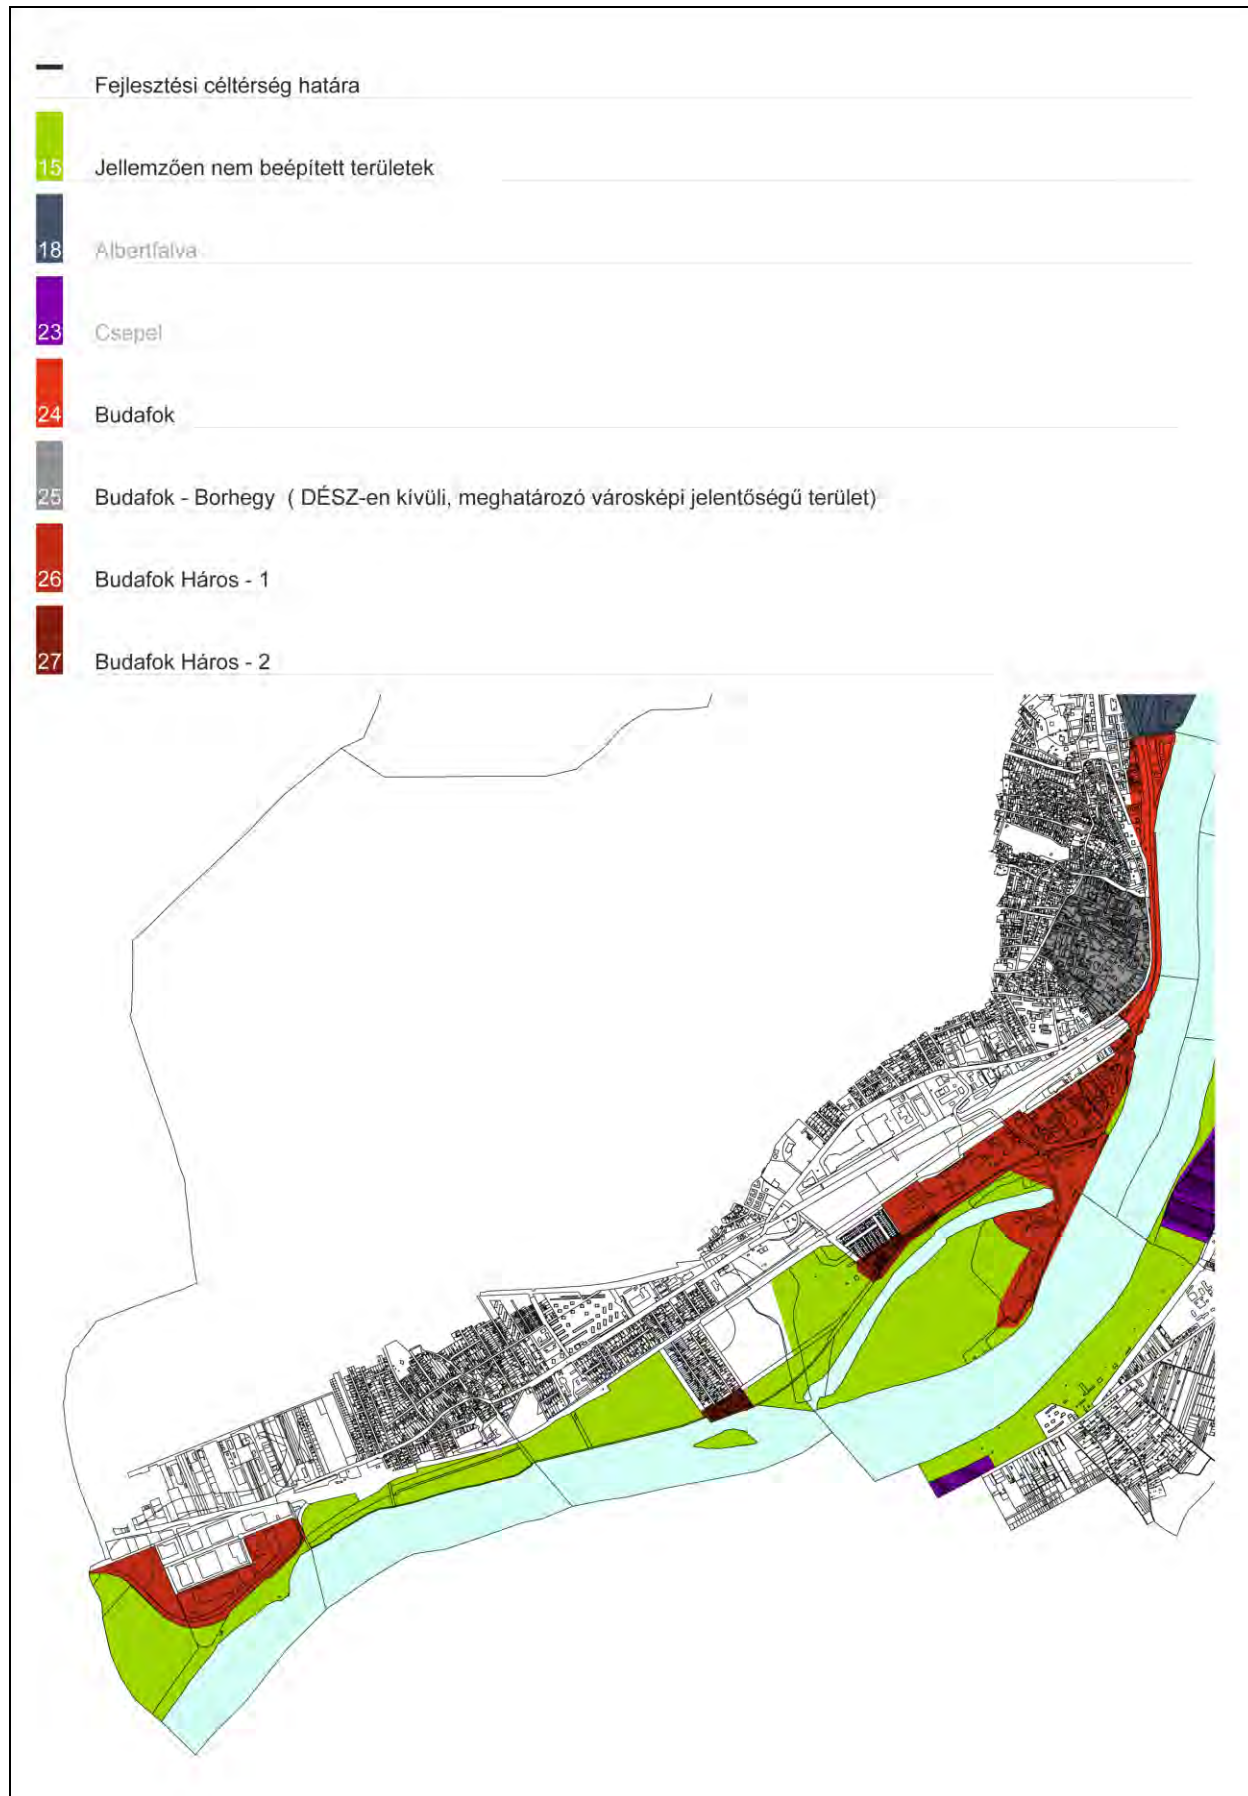 Fejlesztési céltérség határa
15 Jellemzően nem beépített területek
18 Albertfalva
23 Csepel
24 Budafok
25 Budafok - Borhegy ( DÉSZ-en kívüli, meghatározó városképi jelentőségű terület)
26 Budafok Háros - 1
27 Budafok Háros - 2